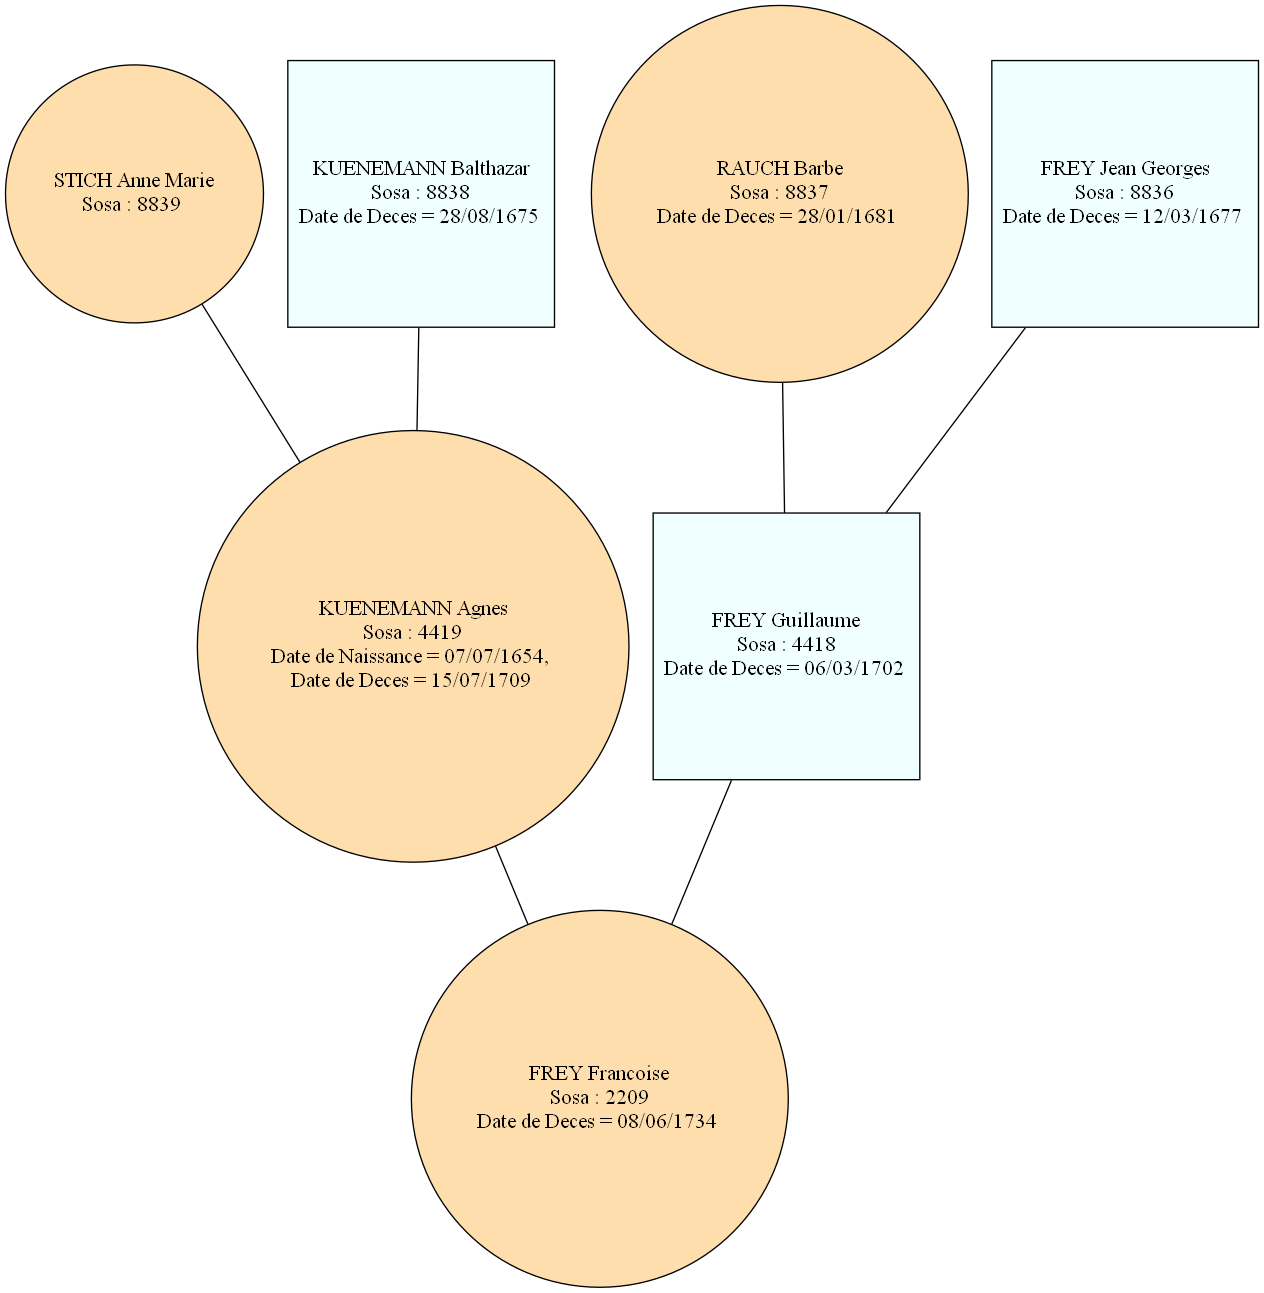 STICH Anne Marie
Sosa : 8839
KUENEMANN Balthazar
Sosa : 8838
Date de Deces = 28/08/1675
RAUCH Barbe
Sosa : 8837
Date de Deces = 28/01/1681
FREY Jean Georges
Sosa : 8836
Date de Deces = 12/03/1677
KUENEMANN Agnes
Sosa : 4419
Date de Naissance = 07/07/1654,
Date de Deces = 15/07/1709
FREY Guillaume
Sosa : 4418
Date de Deces = 06/03/1702
FREY Francoise
Sosa : 2209
Date de Deces = 08/06/1734